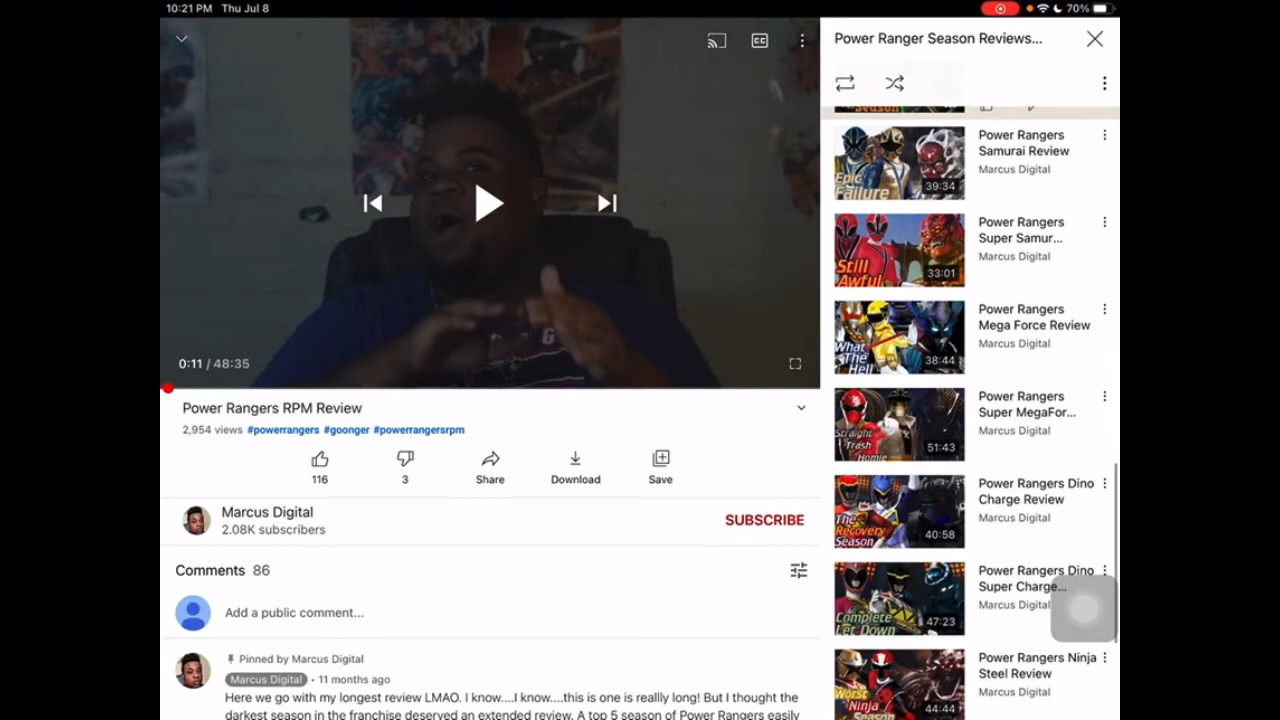 10:21 PM Thu Jul 8
70%
Power Ranger Season Reviews...
CC
0:11 / 48:35
Power Rangers RPM Review
2,954 views #powerrangers #goonger #powerrangersrpm
116
3
Share
Download
Save
Marcus Digital
2.08K subscribers
SUBSCRIBE
Comments 86
Add a public comment...
Pinned by Marcus Digital
Marcus Digital • 11 months ago
Here we go with my longest review LMAO. I know....I know....this is one is reallly long! But I thought the
darkest season in the franchise deserved an extended review. A top 5 season of Power Rangers easily
Season
Epic
Failure
39:34
Power Rangers
Samurai Review
Marcus Digital
Still
Awful
33:01
Power Rangers
Super Samur...
Marcus Digital
What
The
Hell
38:44
Power Rangers
Mega Force Review
Marcus Digital
Straight
Trash
Homie
51:43
Power Rangers
Super MegaFor...
Marcus Digital
The
Recovery
Season
40:58
Power Rangers Dino
Charge Review
Marcus Digital
Complete
Let Down
47:23
Power Rangers Dino
Super Charge...
Marcus Digital
Worst
Ninja
Season
44:44
Power Rangers Ninja
Steel Review
Marcus Digital